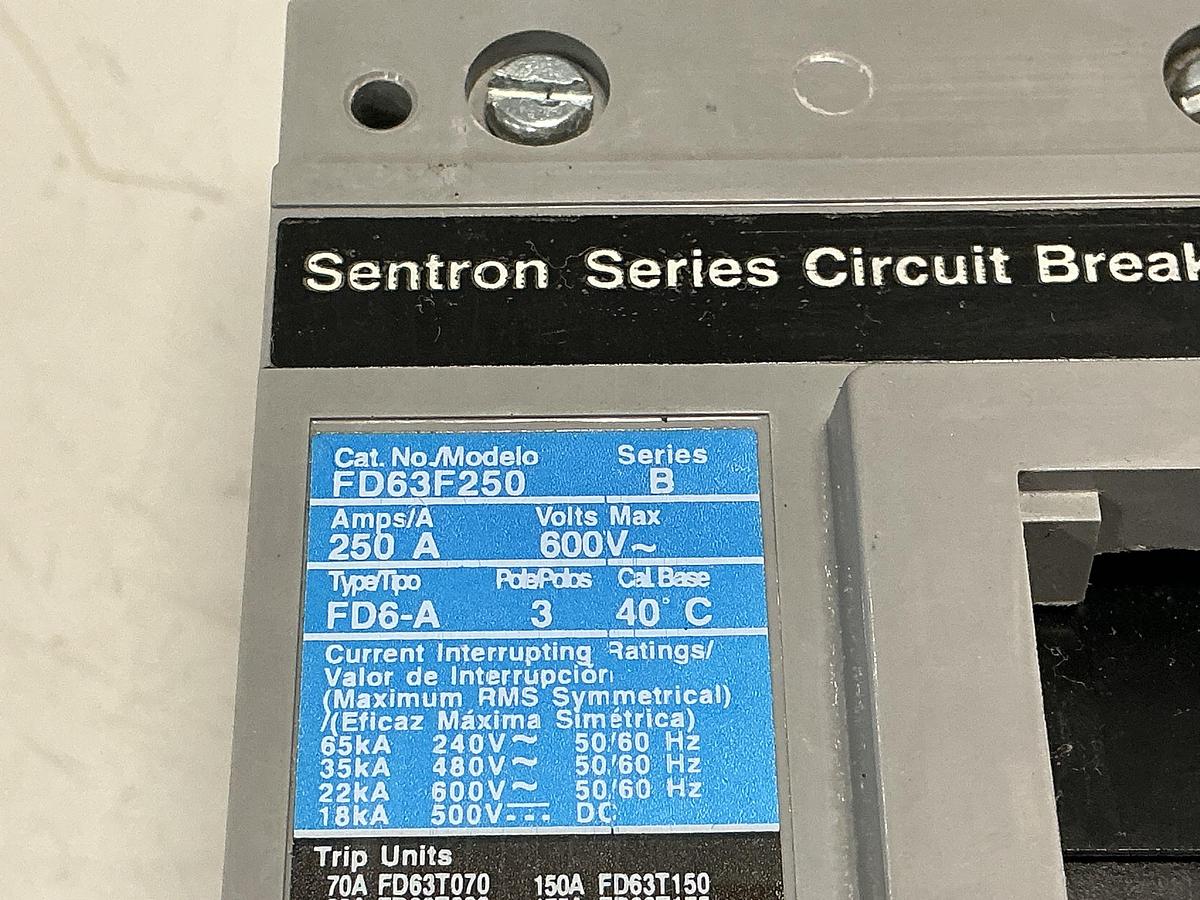 Sentron Series Circuit Break
Cat. No./Modelo Series
FD63F250 B
Amps/A Volts Max
250 A 600V~
Type/Tipo Pole/Polos Cal. Base
FD6-A 3 40° C
Current Interrupting Ratings/
Valor de Interrupción
(Maximum RMS Symmetrical)
/(Eficaz Máxima Simétrica)
65kA 240V~ 50/60 Hz
35kA 480V~ 50/60 Hz
22kA 600V~ 50/60 Hz
18kA 500V⎓ DC
Trip Units
70A FD63T070 150A FD63T150